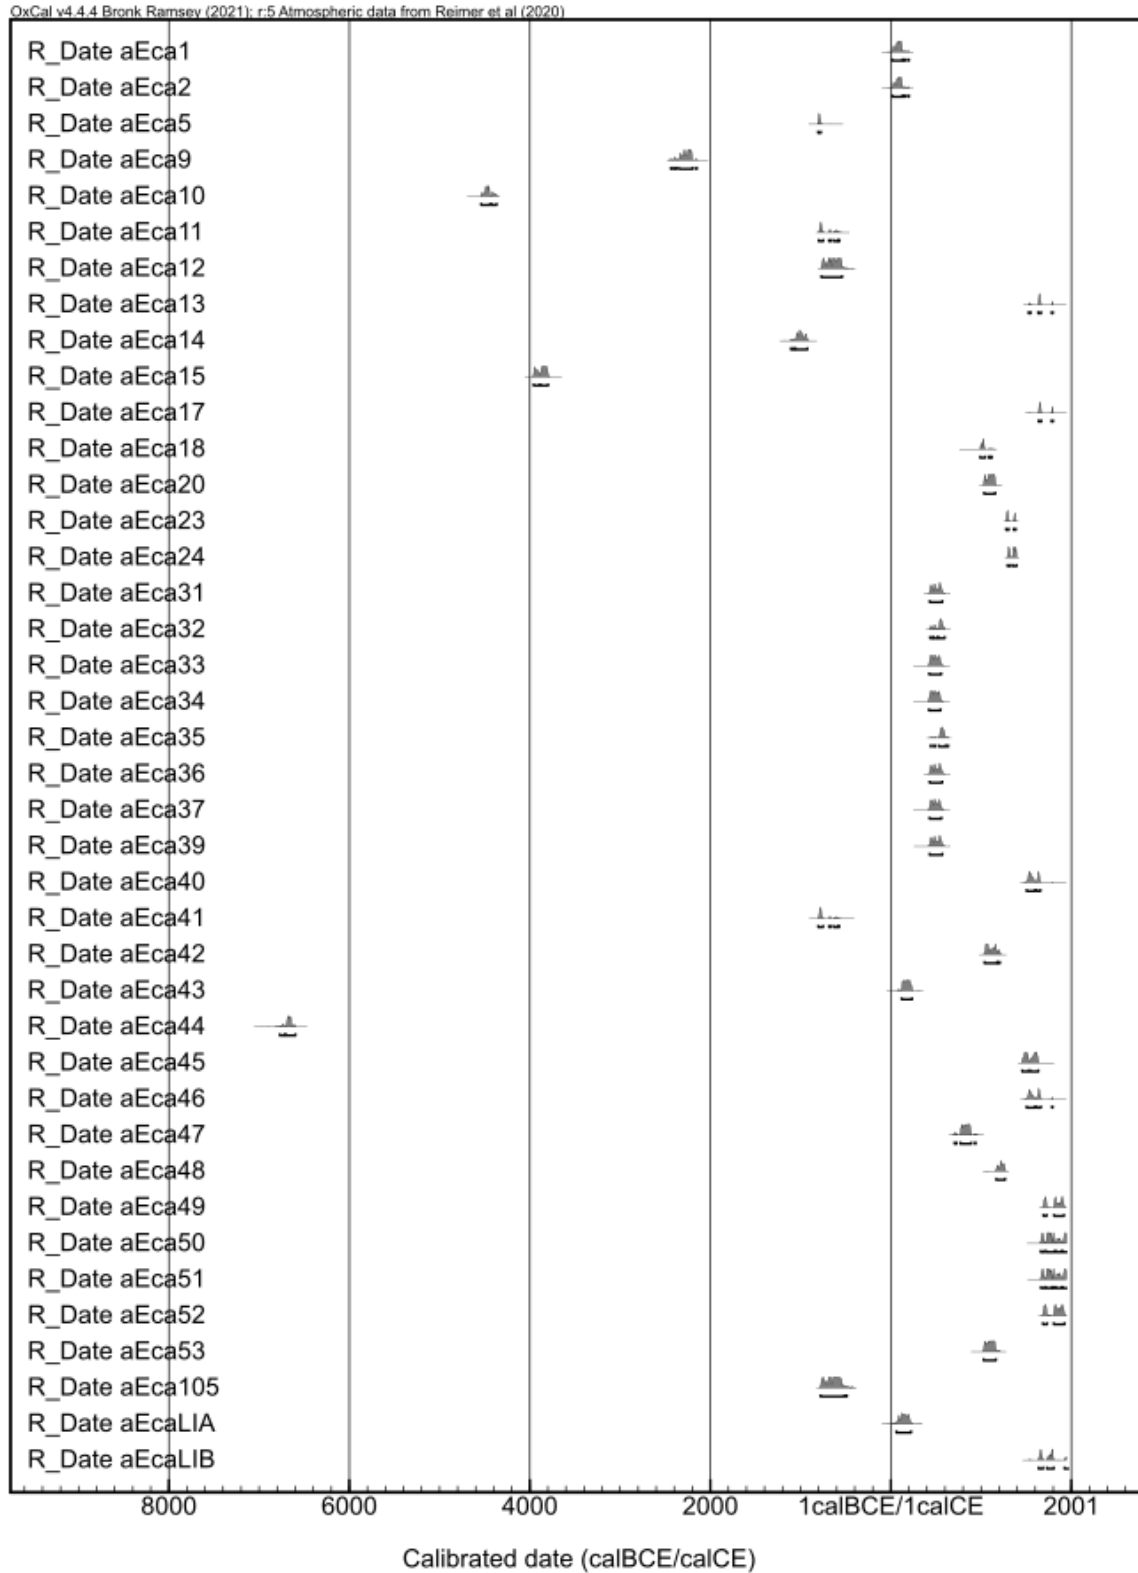 OxCal v4.4.4 Bronk Ramsey (2021); r:5 Atmospheric data from Reimer et al (2020)
R_Date aEca1
R_Date aEca2
R_Date aEca5
R_Date aEca9
R_Date aEca10
R_Date aEca11
R_Date aEca12
R_Date aEca13
R_Date aEca14
R_Date aEca15
R_Date aEca17
R_Date aEca18
R_Date aEca20
R_Date aEca23
R_Date aEca24
R_Date aEca31
R_Date aEca32
R_Date aEca33
R_Date aEca34
R_Date aEca35
R_Date aEca36
R_Date aEca37
R_Date aEca39
R_Date aEca40
R_Date aEca41
R_Date aEca42
R_Date aEca43
R_Date aEca44
R_Date aEca45
R_Date aEca46
R_Date aEca47
R_Date aEca48
R_Date aEca49
R_Date aEca50
R_Date aEca51
R_Date aEca52
R_Date aEca53
R_Date aEca105
R_Date aEcaLIA
R_Date aEcaLIB
8000 6000 4000 2000 1calBCE/1calCE 2001
Calibrated date (calBCE/calCE)